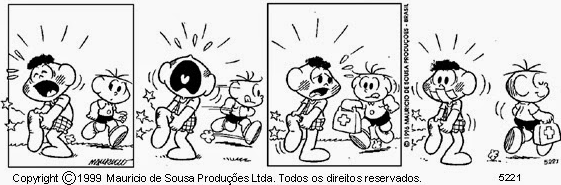 MAURICIO
©1996 MAURICIO DE SOUSA PRODUÇÕES - BRASIL
5221
Copyright ©1999 Mauricio de Sousa Produções Ltda. Todos os direitos reservados. 5221